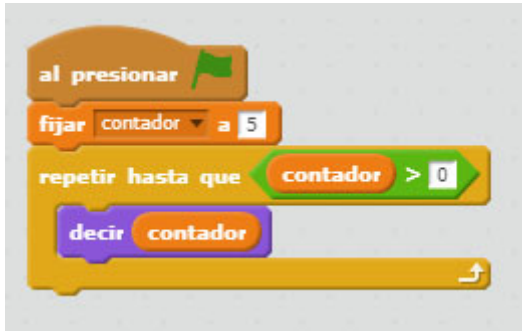 al presionar
fijar contador a 5
repetir hasta que contador > 0
decir contador